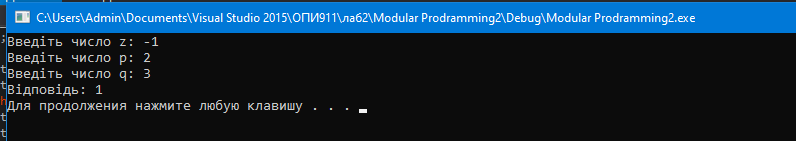 C:\Users\Admin\Documents\Visual Studio 2015\ОПИ911\ла62\Modular Prodramming2\Debug\Modular Prodramming2.exe
Введіть число z: -1
Введіть число p: 2
Введіть число q: 3
Відповідь: 1
Для продолжения нажмите любую клавишу . . .